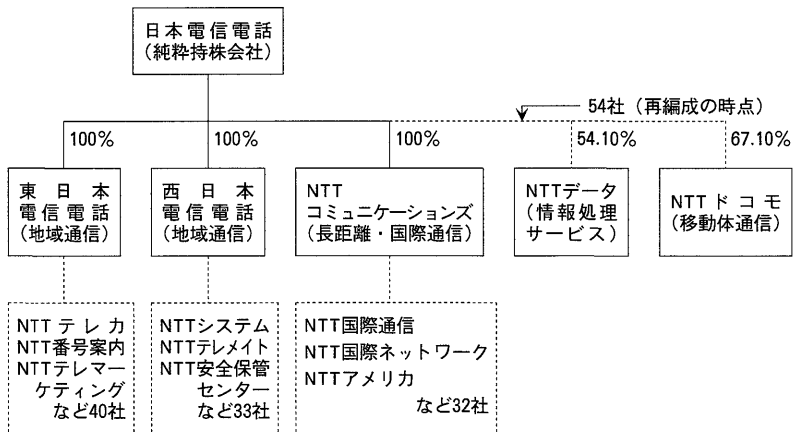 日本電信電話
(純粋持株会社)
54社(再編成の時点)
100%
100%
100%
54.10%
67.10%
東日本
電信電話
(地域通信)
西日本
電信電話
(地域通信)
NTT
コミュニケーションズ
(長距離・国際通信)
NTTデータ
(情報処理
サービス)
NTTドコモ
(移動体通信)
NTTテレカ
NTT番号案内
NTTテレマー
ケティング
など40社
NTTシステム
NTTテレメイト
NTT安全保管
センター
など33社
NTT国際通信
NTT国際ネットワーク
NTTアメリカ
など32社